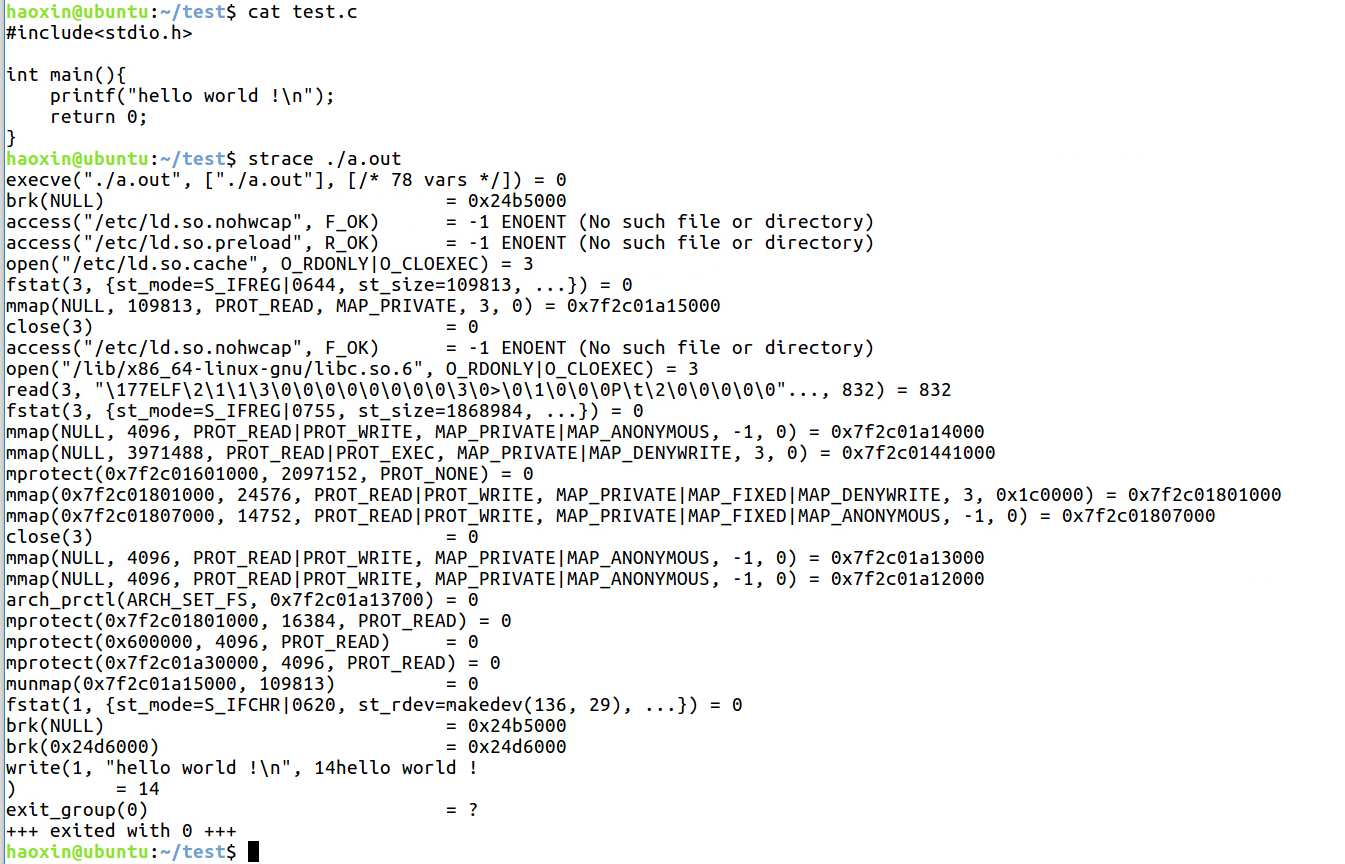 haoxin@ubuntu:~/test$ cat test.c
#include<stdio.h>

int main(){
    printf("hello world !\n");
    return 0;
}
haoxin@ubuntu:~/test$ strace ./a.out
execve("./a.out", ["./a.out"], [/* 78 vars */]) = 0
brk(NULL)                               = 0x24b5000
access("/etc/ld.so.nohwcap", F_OK)      = -1 ENOENT (No such file or directory)
access("/etc/ld.so.preload", R_OK)      = -1 ENOENT (No such file or directory)
open("/etc/ld.so.cache", O_RDONLY|O_CLOEXEC) = 3
fstat(3, {st_mode=S_IFREG|0644, st_size=109813, ...}) = 0
mmap(NULL, 109813, PROT_READ, MAP_PRIVATE, 3, 0) = 0x7f2c01a15000
close(3)                                = 0
access("/etc/ld.so.nohwcap", F_OK)      = -1 ENOENT (No such file or directory)
open("/lib/x86_64-linux-gnu/libc.so.6", O_RDONLY|O_CLOEXEC) = 3
read(3, "\177ELF\2\1\1\3\0\0\0\0\0\0\0\0\3\0>\0\1\0\0\0P\t\2\0\0\0\0\0"..., 832) = 832
fstat(3, {st_mode=S_IFREG|0755, st_size=1868984, ...}) = 0
mmap(NULL, 4096, PROT_READ|PROT_WRITE, MAP_PRIVATE|MAP_ANONYMOUS, -1, 0) = 0x7f2c01a14000
mmap(NULL, 3971488, PROT_READ|PROT_EXEC, MAP_PRIVATE|MAP_DENYWRITE, 3, 0) = 0x7f2c01441000
mprotect(0x7f2c01601000, 2097152, PROT_NONE) = 0
mmap(0x7f2c01801000, 24576, PROT_READ|PROT_WRITE, MAP_PRIVATE|MAP_FIXED|MAP_DENYWRITE, 3, 0x1c0000) = 0x7f2c01801000
mmap(0x7f2c01807000, 14752, PROT_READ|PROT_WRITE, MAP_PRIVATE|MAP_FIXED|MAP_ANONYMOUS, -1, 0) = 0x7f2c01807000
close(3)                                = 0
mmap(NULL, 4096, PROT_READ|PROT_WRITE, MAP_PRIVATE|MAP_ANONYMOUS, -1, 0) = 0x7f2c01a13000
mmap(NULL, 4096, PROT_READ|PROT_WRITE, MAP_PRIVATE|MAP_ANONYMOUS, -1, 0) = 0x7f2c01a12000
arch_prctl(ARCH_SET_FS, 0x7f2c01a13700) = 0
mprotect(0x7f2c01801000, 16384, PROT_READ) = 0
mprotect(0x600000, 4096, PROT_READ)     = 0
mprotect(0x7f2c01a30000, 4096, PROT_READ) = 0
munmap(0x7f2c01a15000, 109813)          = 0
fstat(1, {st_mode=S_IFCHR|0620, st_rdev=makedev(136, 29), ...}) = 0
brk(NULL)                               = 0x24b5000
brk(0x24d6000)                          = 0x24d6000
write(1, "hello world !\n", 14hello world !
)         = 14
exit_group(0)                           = ?
+++ exited with 0 +++
haoxin@ubuntu:~/test$